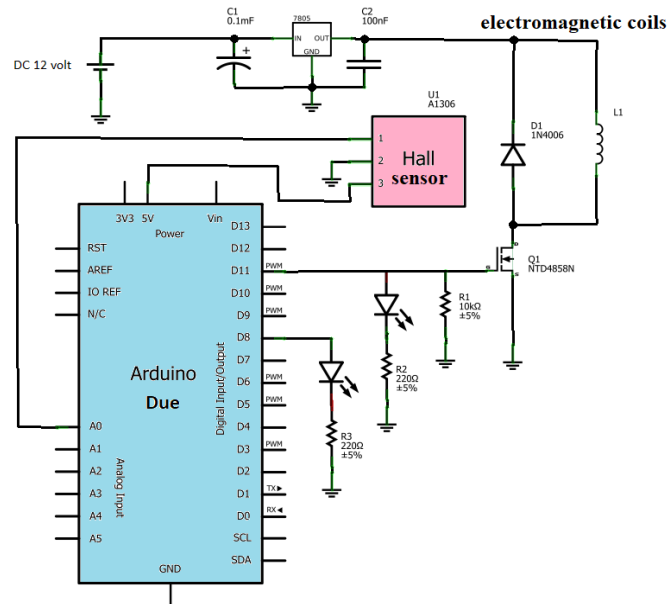 C1
0.1mF
7805
IN
OUT
GND
C2
100nF
electromagnetic coils
DC 12 volt
U1
A1306
1
2
3
Hall
sensor
D1
1N4006
L1
3V3
5V
Vin
Power
RST
AREF
IO REF
N/C
D13
D12
D11
PWM
D10
PWM
D9
PWM
D8
D7
D6
PWM
D5
PWM
D4
D3
PWM
D2
D1
TX
D0
RX
SCL
SDA
Arduino
Due
Digital Input/Output
Analog Input
A0
A1
A2
A3
A4
A5
GND
Q1
NTD4858N
R1
10kΩ
±5%
R2
220Ω
±5%
R3
220Ω
±5%